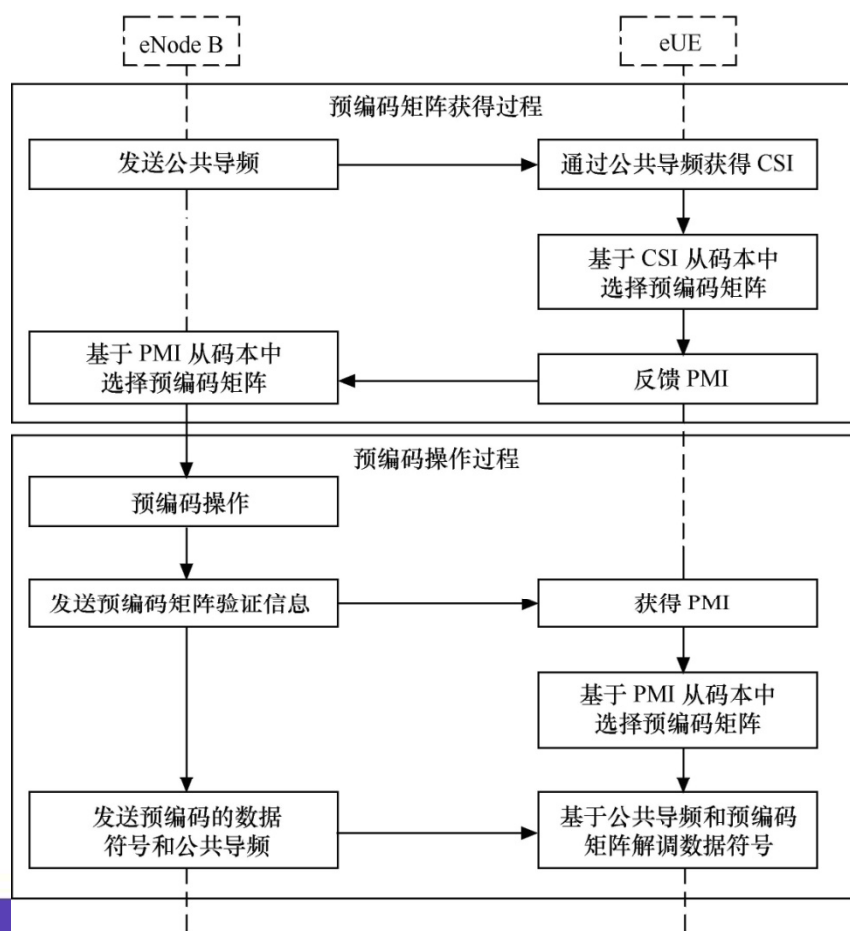 eNode B
eUE
预编码矩阵获得过程
发送公共导频
通过公共导频获得 CSI
基于 CSI 从码本中
选择预编码矩阵
基于 PMI 从码本中
选择预编码矩阵
反馈 PMI
预编码操作过程
预编码操作
发送预编码矩阵验证信息
获得 PMI
基于 PMI 从码本中
选择预编码矩阵
发送预编码的数据
符号和公共导频
基于公共导频和预编码
矩阵解调数据符号